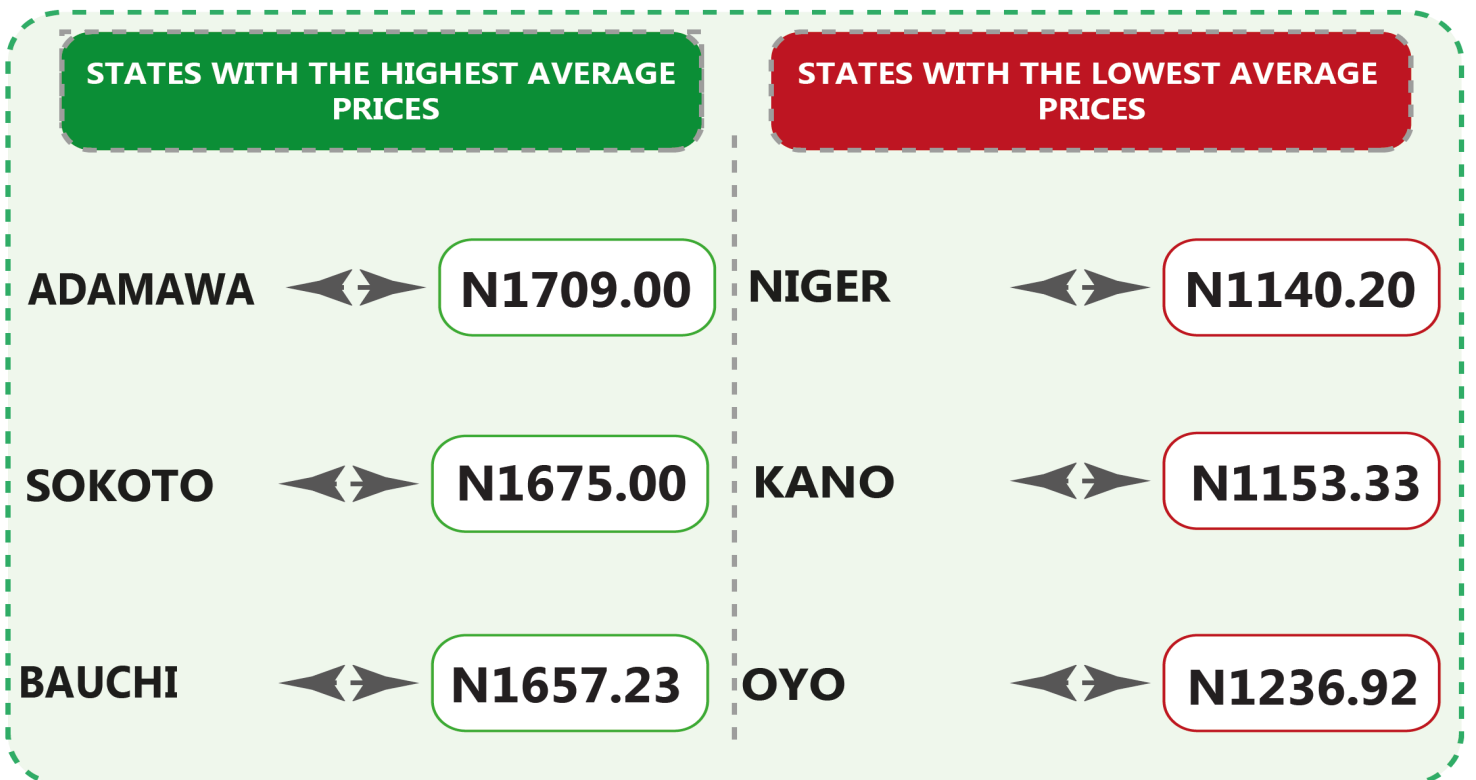 STATES WITH THE HIGHEST AVERAGE
PRICES
ADAMAWA N1709.00
SOKOTO N1675.00
BAUCHI N1657.23
STATES WITH THE LOWEST AVERAGE
PRICES
NIGER N1140.20
KANO N1153.33
OYO N1236.92